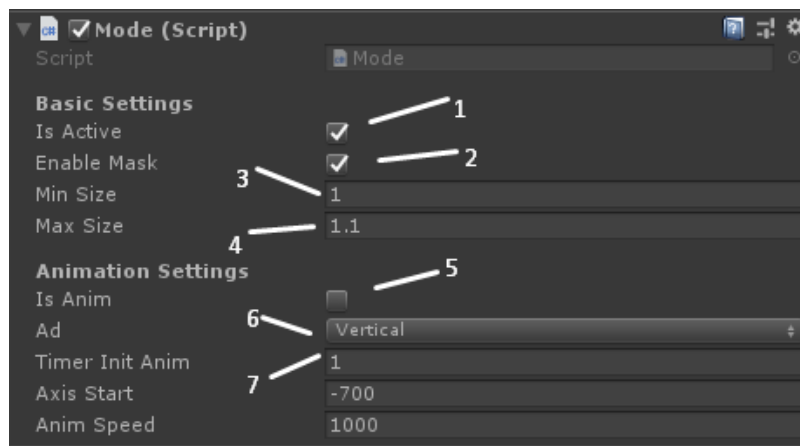 Mode (Script)
Script Mode
Basic Settings
Is Active 1
Enable Mask 2
3
Min Size 1
Max Size 1.1
4
Animation Settings
Is Anim 5
6
Ad Vertical
Timer Init Anim 1
7
Axis Start -700
Anim Speed 1000